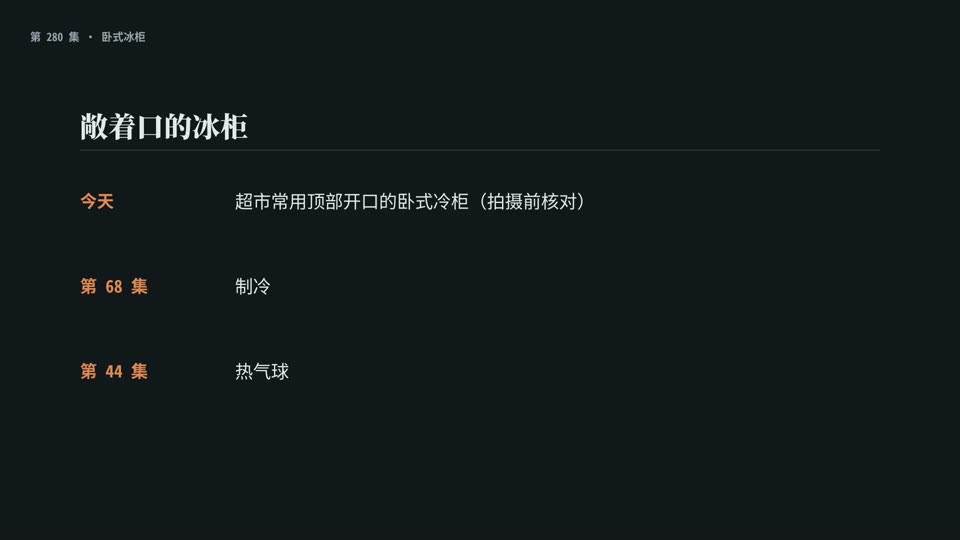 第 280 集 · 卧式冰柜
敞着口的冰柜
今天 超市常用顶部开口的卧式冷柜（拍摄前核对）
第 68 集 制冷
第 44 集 热气球